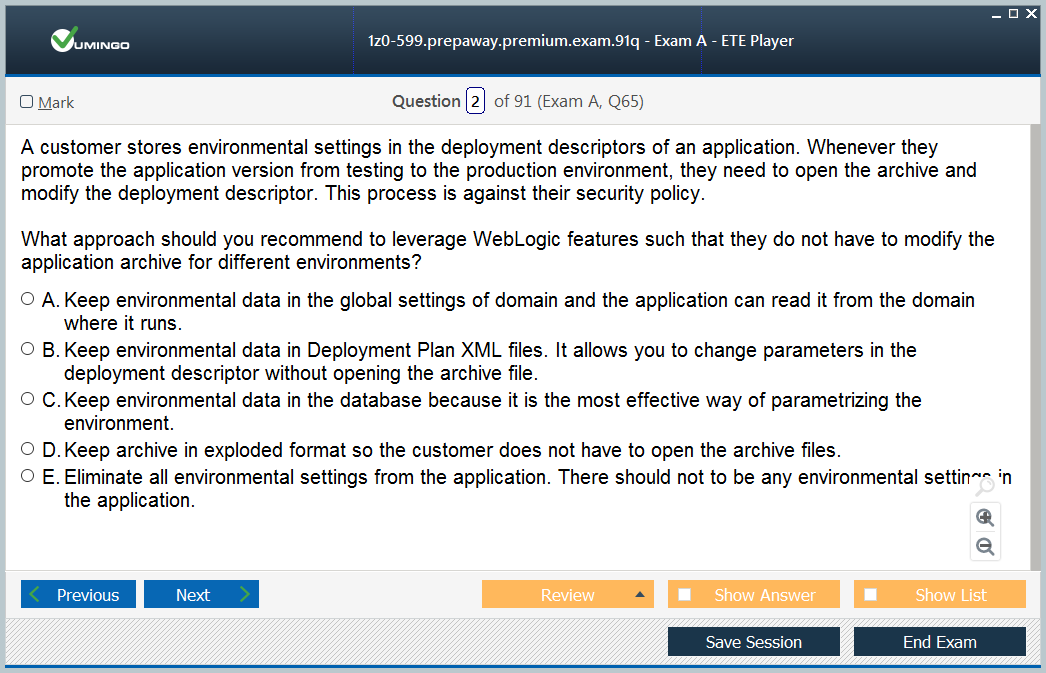 VUMINGO
1z0-599.prepaway.premium.exam.91q - Exam A - ETE Player
Mark
Question 2 of 91 (Exam A, Q65)
A customer stores environmental settings in the deployment descriptors of an application. Whenever they
promote the application version from testing to the production environment, they need to open the archive and
modify the deployment descriptor. This process is against their security policy.
What approach should you recommend to leverage WebLogic features such that they do not have to modify the
application archive for different environments?
A. Keep environmental data in the global settings of domain and the application can read it from the domain
where it runs.
B. Keep environmental data in Deployment Plan XML files. It allows you to change parameters in the
deployment descriptor without opening the archive file.
C. Keep environmental data in the database because it is the most effective way of parametrizing the
environment.
D. Keep archive in exploded format so the customer does not have to open the archive files.
E. Eliminate all environmental settings from the application. There should not to be any environmental settings in
the application.
Previous
Next
Review
Show Answer
Show List
Save Session
End Exam